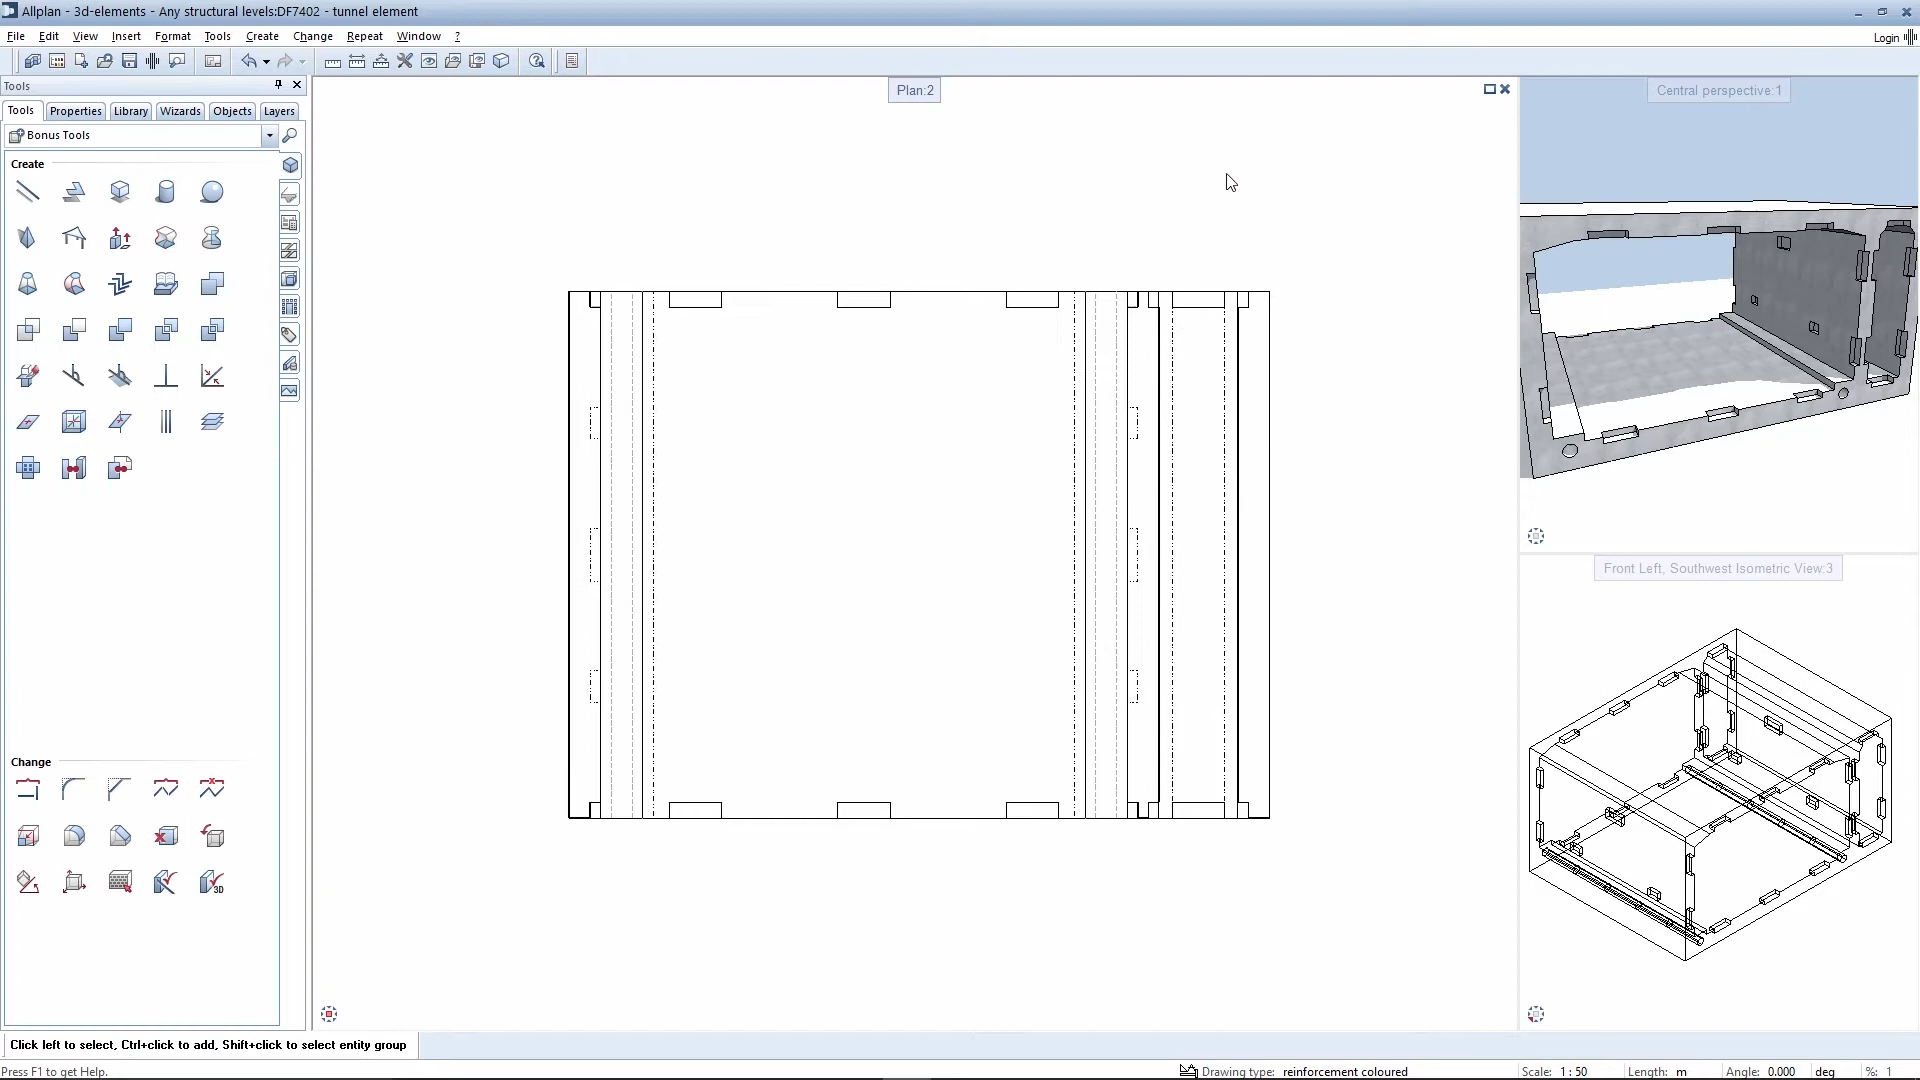 Allplan - 3d-elements - Any structural levels:DF7402 - tunnel element
File Edit View Insert Format Tools Create Change Repeat Window ?
Login
Tools
Tools Properties Library Wizards Objects Layers
Bonus Tools
Create
3D
Change
Plan:2
Central perspective:1
Front Left, Southwest Isometric View:3
Click left to select, Ctrl+click to add, Shift+click to select entity group
Press F1 to get Help.
Drawing type: reinforcement coloured
Scale: 1 : 50 Length: m Angle: 0.000 deg %: 1